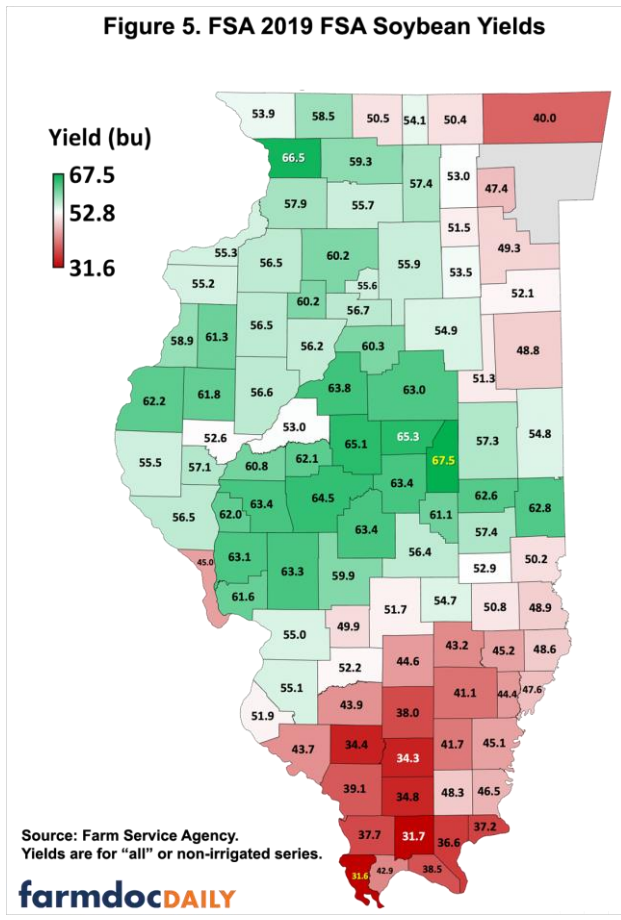 Figure 5. FSA 2019 FSA Soybean Yields
53.9 58.5 50.5 54.1 50.4 40.0
Yield (bu)
67.5
52.8
31.6
66.5 59.3 57.4 53.0 47.4
57.9 55.7 51.5 49.3
55.3 56.5 60.2 55.9 53.5 52.1
55.2 60.2 55.6 56.7
58.9 61.3 56.5 56.2 60.3 54.9 48.8
62.2 61.8 56.6 63.8 63.0 51.3
52.6 53.0 65.1 65.3 67.5 57.3 54.8
55.5 57.1 60.8 62.1 63.4 62.6 62.8
56.5 62.0 63.4 64.5 63.4 61.1 57.4
45.0 63.1 63.3 59.9 56.4 52.9 50.2
61.6 55.0 49.9 51.7 54.7 50.8 48.9
52.2 44.6 43.2 45.2 48.6
51.9 55.1 43.9 38.0 41.1 44.4 47.6
43.7 34.4 34.3 41.7 45.1
39.1 34.8 48.3 46.5
37.7 31.7 36.6 37.2
31.6 42.9 38.5
Source: Farm Service Agency.
Yields are for “all” or non-irrigated series.
farmdocDAILY